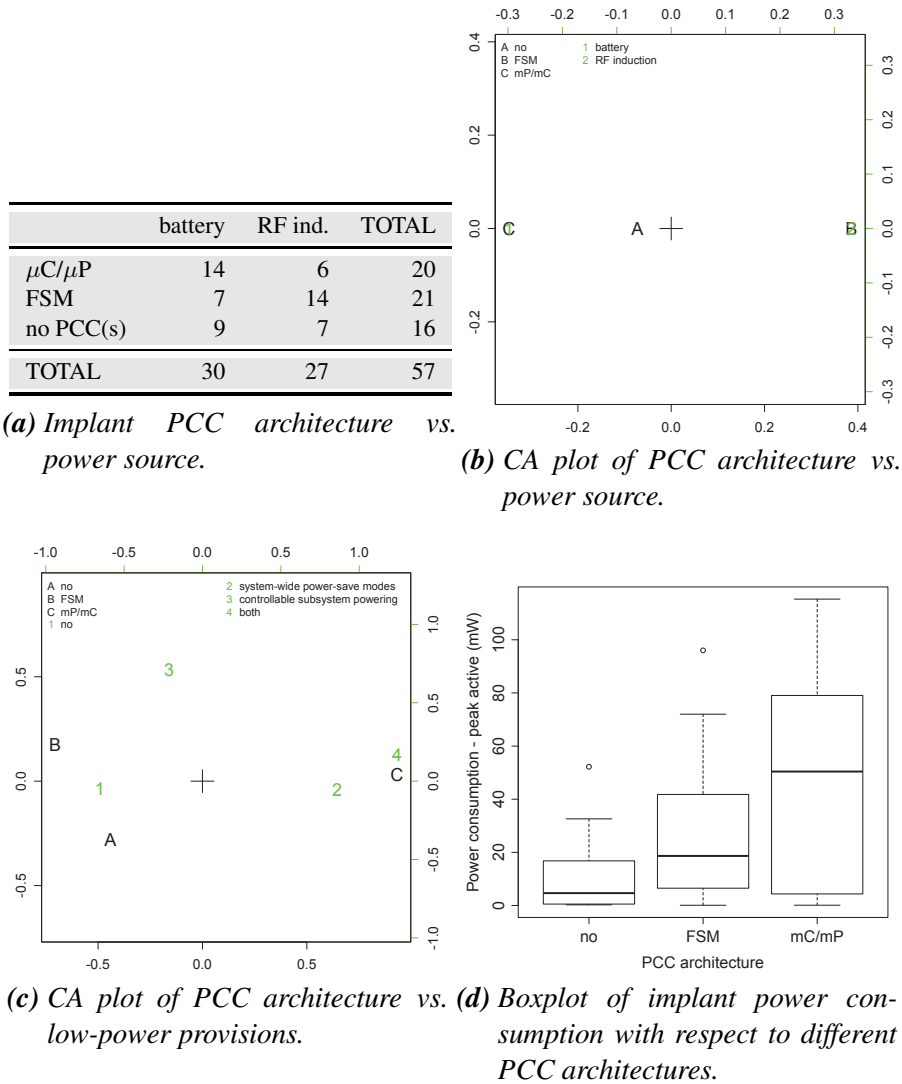 battery RF ind. TOTAL
μC/μP 14 6 20
FSM 7 14 21
no PCC(s) 9 7 16
TOTAL 30 27 57
(a) Implant PCC architecture vs.
power source.
-0.3 -0.2 -0.1 0.0 0.1 0.2 0.3
A no 1 battery
B FSM 2 RF induction
C mP/mC
0.4
0.2
0.0
-0.2
C 1 A B 2
0.3
0.2
0.1
0.0
-0.1
-0.2
-0.3
-0.2 0.0 0.2 0.4
(b) CA plot of PCC architecture vs.
power source.
-1.0 -0.5 0.0 0.5 1.0
A no 2 system-wide power-save modes
B FSM 3 controllable subsystem powering
C mP/mC 4 both
1 no
0.5
0.0
-0.5
3
B
4
C
1 2
A
1.0
0.5
0.0
-0.5
-1.0
-0.5 0.0 0.5
(c) CA plot of PCC architecture vs.
low-power provisions.
Power consumption - peak active (mW)
100
80
60
40
20
0
no FSM mC/mP
PCC architecture
(d) Boxplot of implant power con-
sumption with respect to different
PCC architectures.